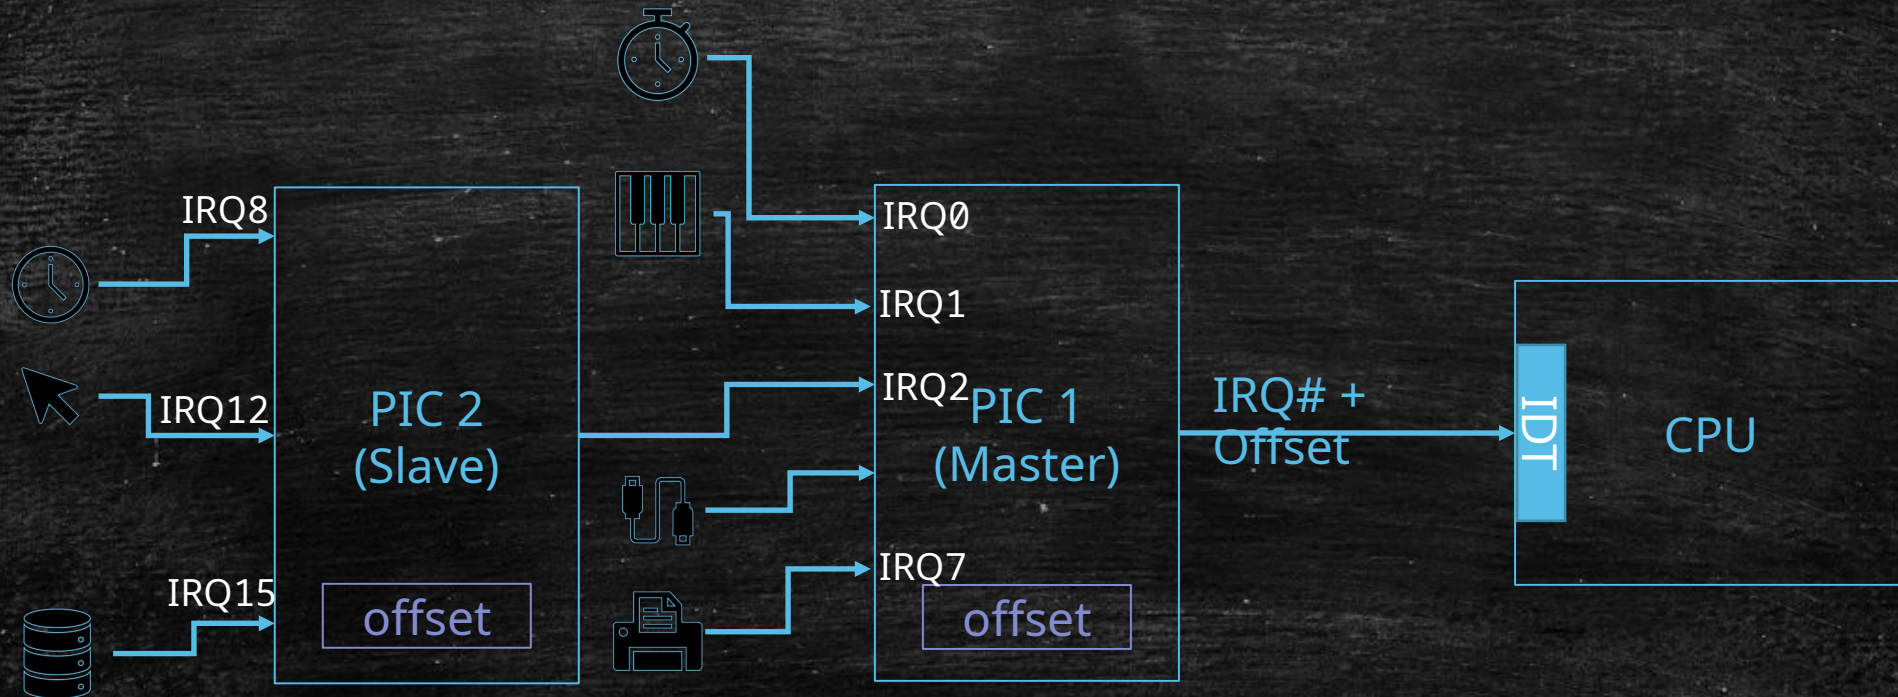 IRQ8
IRQ12
IRQ15
PIC 2
(Slave)
offset
IRQ0
IRQ1
IRQ2
IRQ7
PIC 1
(Master)
offset
IRQ# +
Offset
IDT
CPU